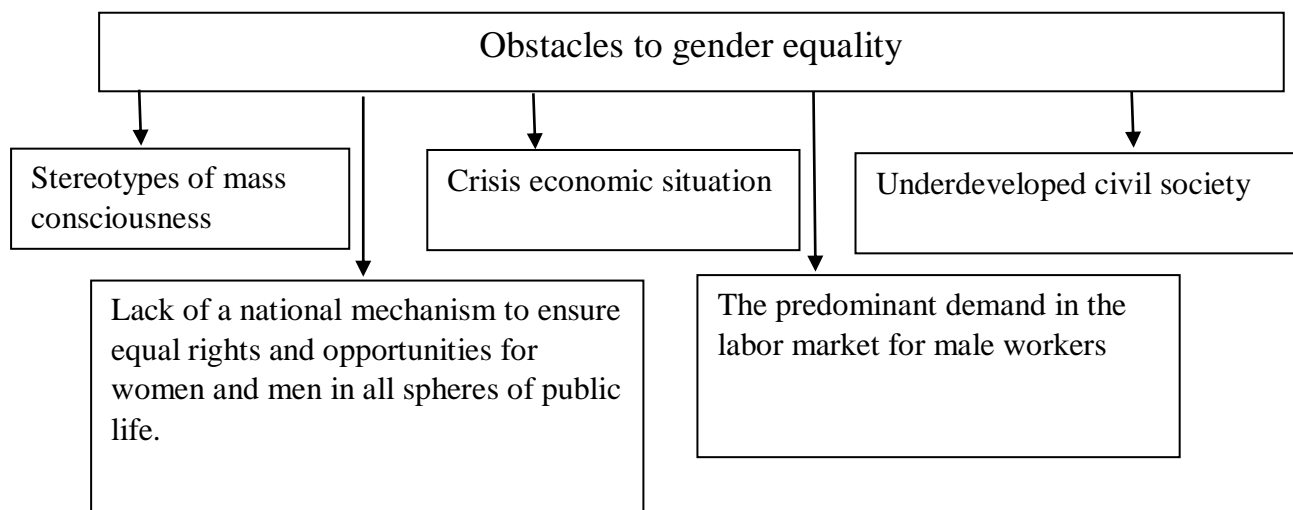 Obstacles to gender equality
Stereotypes of mass
consciousness
Crisis economic situation
Underdeveloped civil society
Lack of a national mechanism to ensure
equal rights and opportunities for
women and men in all spheres of public
life.
The predominant demand in the
labor market for male workers